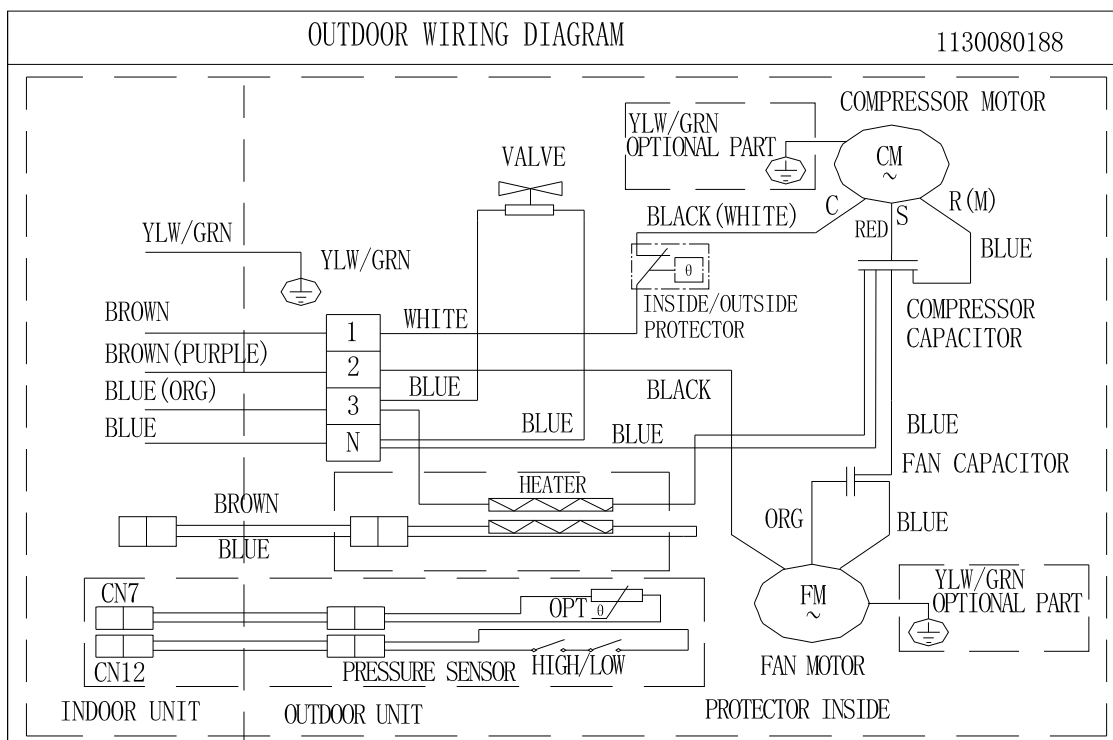 OUTDOOR WIRING DIAGRAM
1130080188
COMPRESSOR MOTOR
YLW/GRN
OPTIONAL PART
CM
~
VALVE
C
S
R(M)
BLACK(WHITE)
RED
BLUE
YLW/GRN
YLW/GRN
θ
INSIDE/OUTSIDE
PROTECTOR
COMPRESSOR
CAPACITOR
BROWN
1
WHITE
BROWN(PURPLE)
2
BLUE(ORG)
3
BLUE
BLACK
BLUE
N
BLUE
BLUE
BLUE
FAN CAPACITOR
HEATER
BROWN
BLUE
ORG
BLUE
CN7
OPT
θ
FM
~
YLW/GRN
OPTIONAL PART
CN12
PRESSURE SENSOR
HIGH/LOW
FAN MOTOR
INDOOR UNIT
OUTDOOR UNIT
PROTECTOR INSIDE